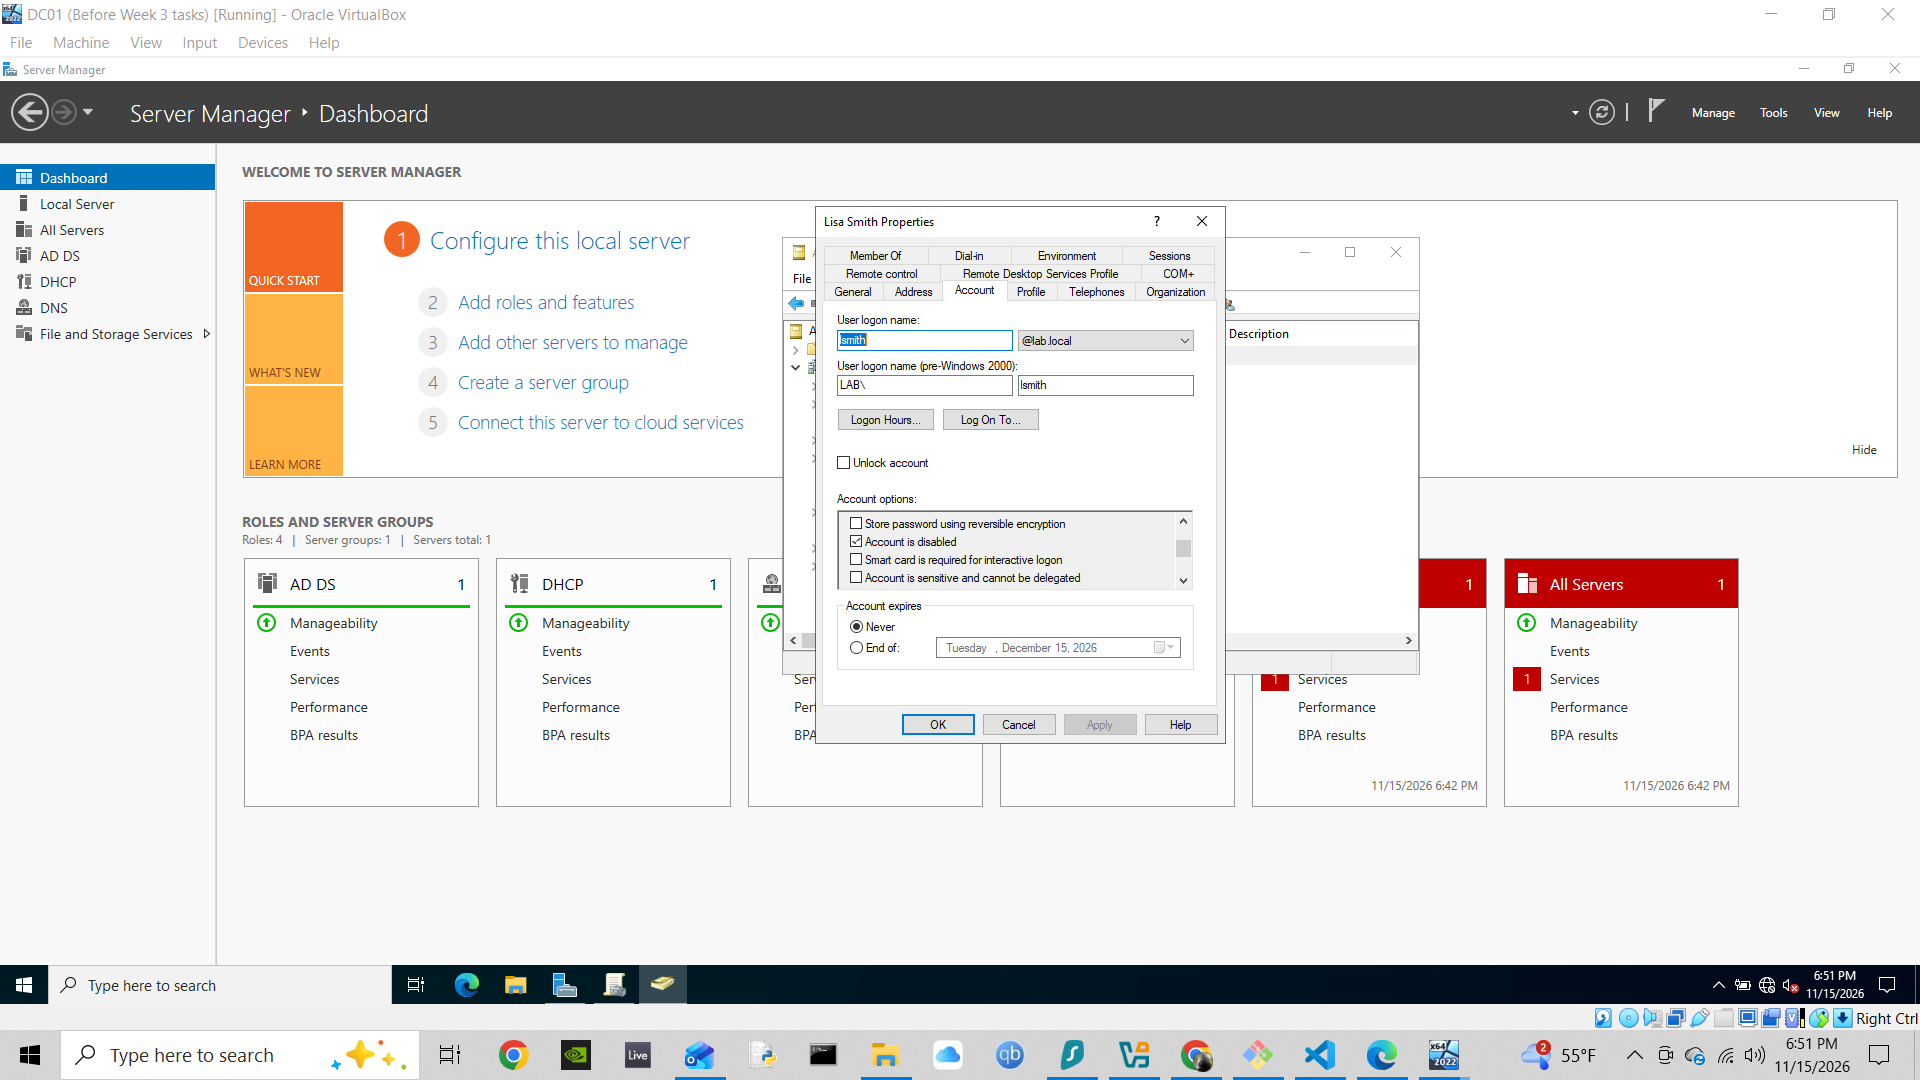 DC01 (Before Week 3 tasks) [Running] - Oracle VirtualBox
File Machine View Input Devices Help
Server Manager
Server Manager Dashboard
Manage Tools View Help
Dashboard
Local Server
All Servers
AD DS
DHCP
DNS
File and Storage Services
WELCOME TO SERVER MANAGER
QUICK START
WHAT'S NEW
LEARN MORE
1 Configure this local server
2 Add roles and features
3 Add other servers to manage
4 Create a server group
5 Connect this server to cloud services
Hide
ROLES AND SERVER GROUPS
Roles: 4 | Server groups: 1 | Servers total: 1
AD DS 1
Manageability
Events
Services
Performance
BPA results
DHCP 1
Manageability
Events
Services
Performance
BPA results
Ser
Per
BPA
1
1 Services
Performance
BPA results
11/15/2026 6:42 PM
All Servers 1
Manageability
Events
1 Services
Performance
BPA results
11/15/2026 6:42 PM
File
A
Description
Lisa Smith Properties
?
Member Of Dial-in Environment Sessions
Remote control Remote Desktop Services Profile COM+
General Address Account Profile Telephones Organization
User logon name:
lsmith @lab.local
User logon name (pre-Windows 2000):
LAB\ lsmith
Logon Hours... Log On To...
Unlock account
Account options:
Store password using reversible encryption
Account is disabled
Smart card is required for interactive logon
Account is sensitive and cannot be delegated
Account expires
Never
End of: Tuesday , December 15, 2026
OK Cancel Apply Help
Type here to search
6:51 PM
11/15/2026
Right Ctrl
Type here to search
Live
qb
x64
2022
2
55°F
6:51 PM
11/15/2026